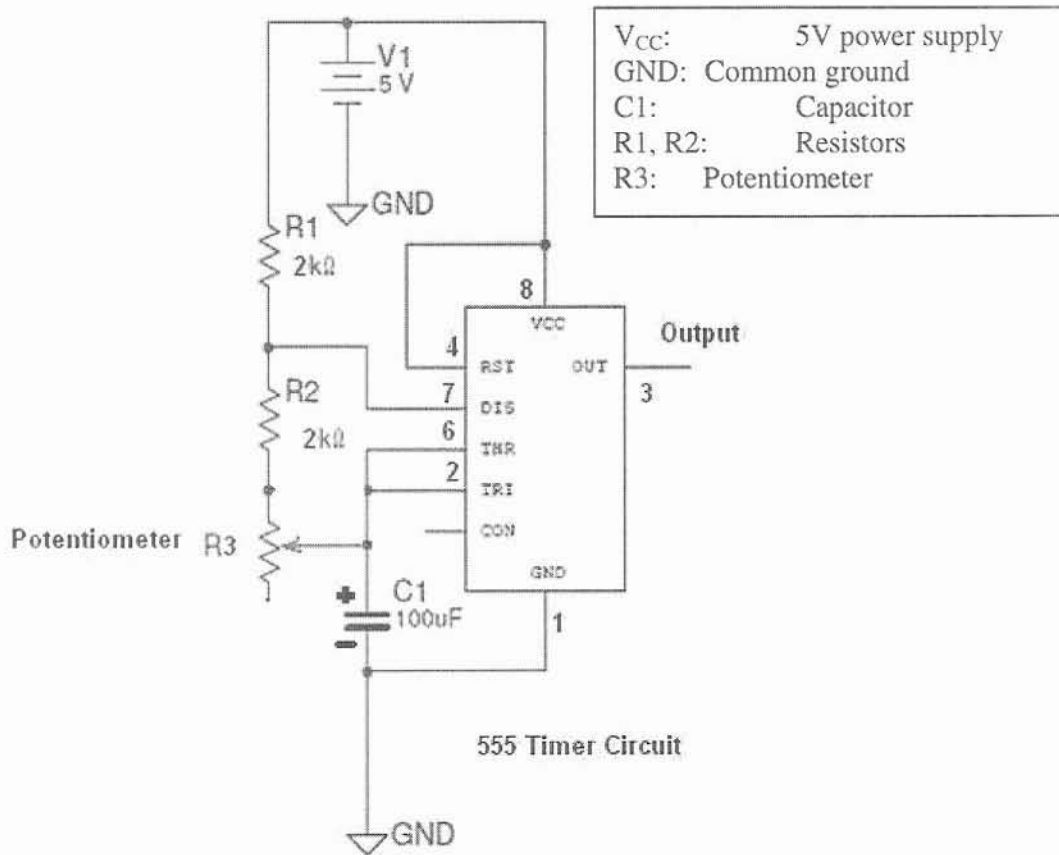 V1
5 V
GND
R1
2kΩ
R2
2kΩ
Potentiometer
R3
C1
+
100uF
-
GND
8
VCC
4
RST
OUT
Output
3
7
DIS
6
THR
2
TRI
CON
GND
1
555 Timer Circuit
VCC: 5V power supply
GND: Common ground
C1: Capacitor
R1, R2: Resistors
R3: Potentiometer